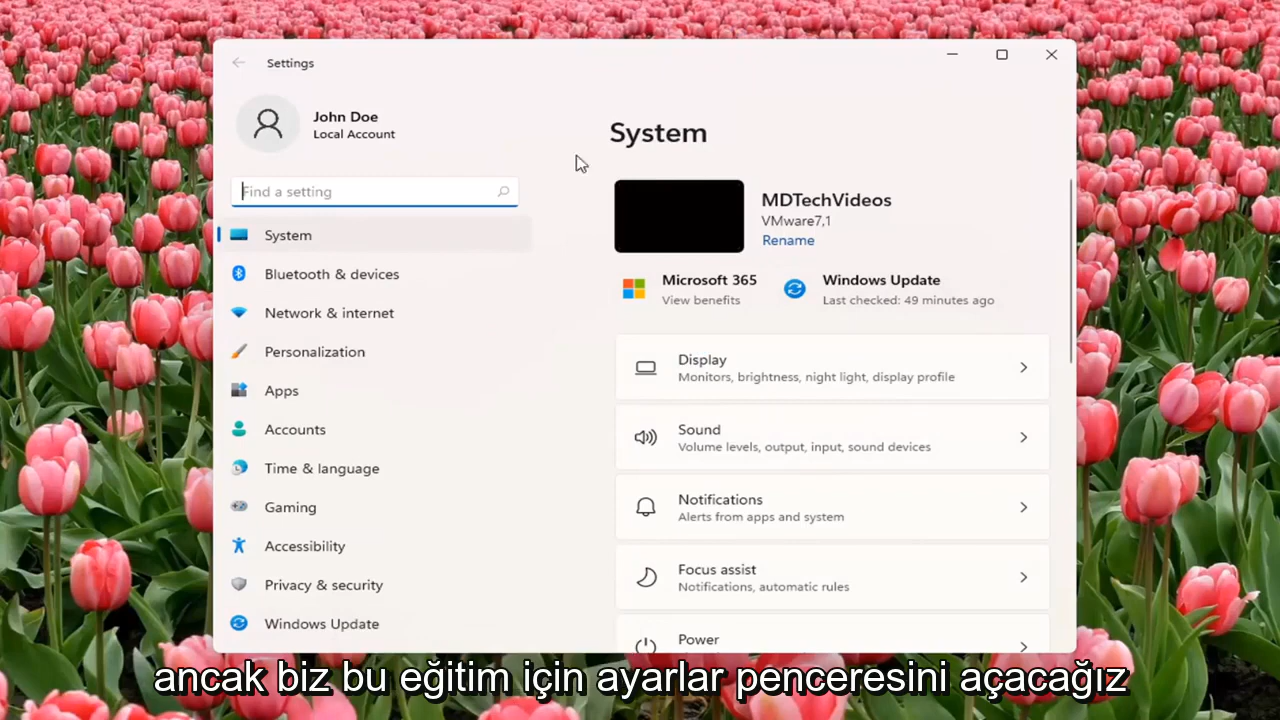 Settings
John Doe
Local Account
Find a setting
System
Bluetooth & devices
Network & internet
Personalization
Apps
Accounts
Time & language
Gaming
Accessibility
Privacy & security
Windows Update
System
MDTechVideos
VMware7,1
Rename
Microsoft 365
View benefits
Windows Update
Last checked: 49 minutes ago
Display
Monitors, brightness, night light, display profile
Sound
Volume levels, output, input, sound devices
Notifications
Alerts from apps and system
Focus assist
Notifications, automatic rules
Power
ancak biz bu eğitim için ayarlar penceresini açacağız